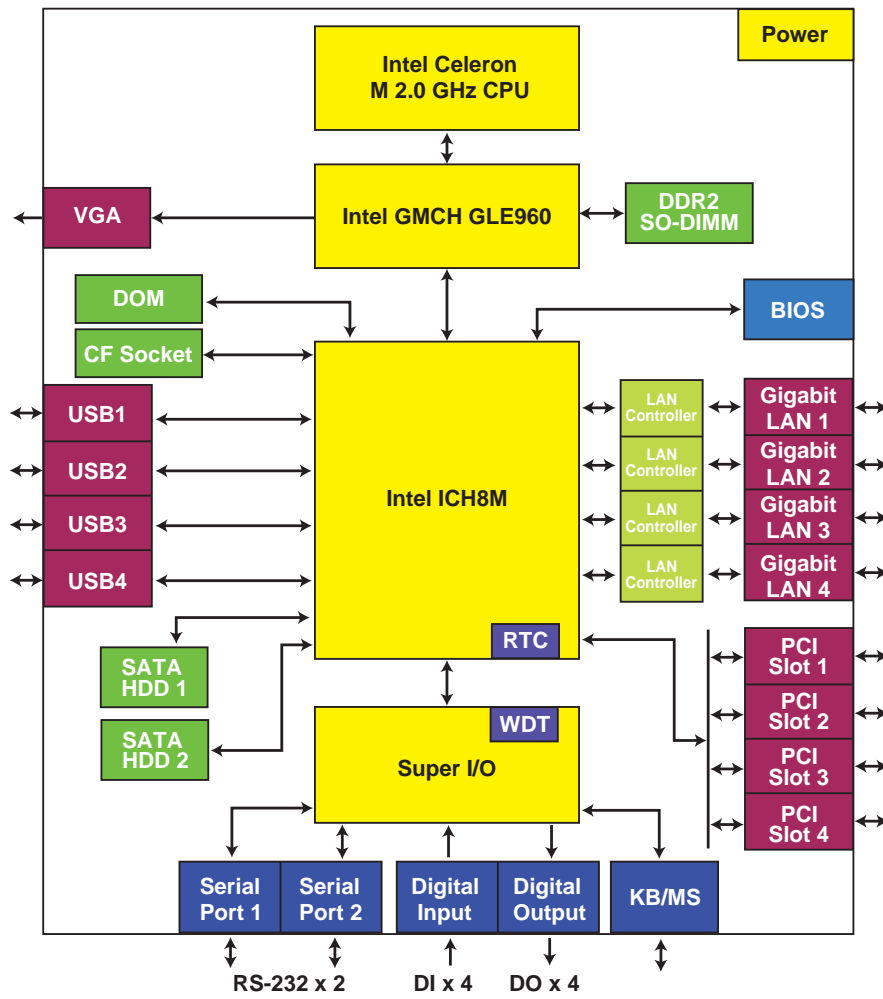 Power
Intel Celeron
M 2.0 GHz CPU
VGA
Intel GMCH GLE960
DDR2
SO-DIMM
DOM
BIOS
CF Socket
USB1
USB2
USB3
USB4
Intel ICH8M
RTC
LAN
Controller
LAN
Controller
LAN
Controller
LAN
Controller
Gigabit
LAN 1
Gigabit
LAN 2
Gigabit
LAN 3
Gigabit
LAN 4
SATA
HDD 1
SATA
HDD 2
PCI
Slot 1
PCI
Slot 2
PCI
Slot 3
PCI
Slot 4
WDT
Super I/O
Serial
Port 1
Serial
Port 2
Digital
Input
Digital
Output
KB/MS
RS-232 x 2
DI x 4
DO x 4